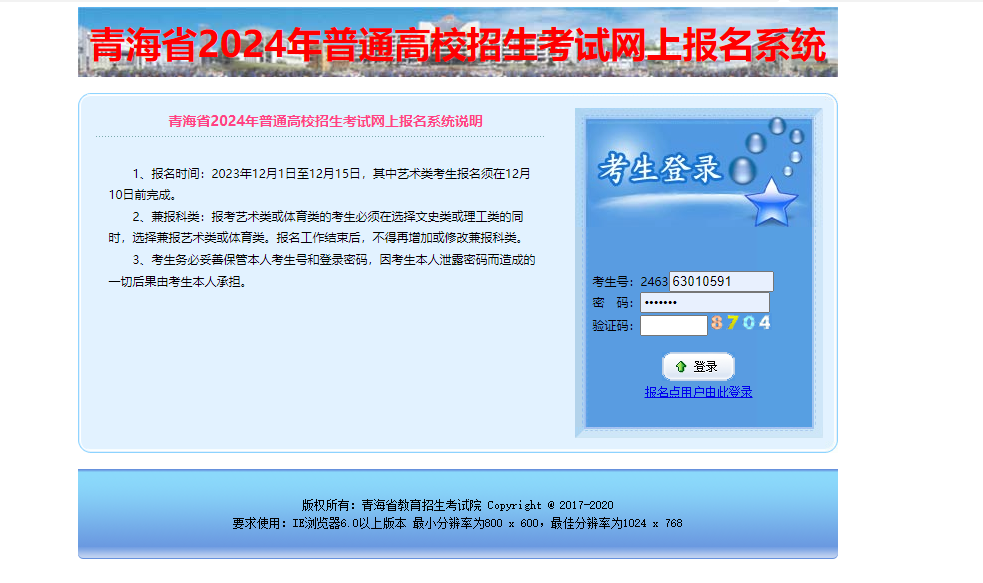 青海省2024年普通高校招生考试网上报名系统
青海省2024年普通高校招生考试网上报名系统说明
1、报名时间：2023年12月1日至12月15日，其中艺术类考生报名须在12月
10日前完成。
2、兼报科类：报考艺术类或体育类的考生必须在选择文史类或理工类的同
时，选择兼报艺术类或体育类。报名工作结束后，不得再增加或修改兼报科类。
3、考生务必妥善保管本人考生号和登录密码，因考生本人泄露密码而造成的
一切后果由考生本人承担。
考生登录
考生号：2463 63010591
密　码：•••••••
验证码： 8704
登录
报名点用户由此登录
版权所有：青海省教育招生考试院 Copyright @ 2017-2020
要求使用：IE浏览器6.0以上版本 最小分辨率为800 x 600，最佳分辨率为1024 x 768